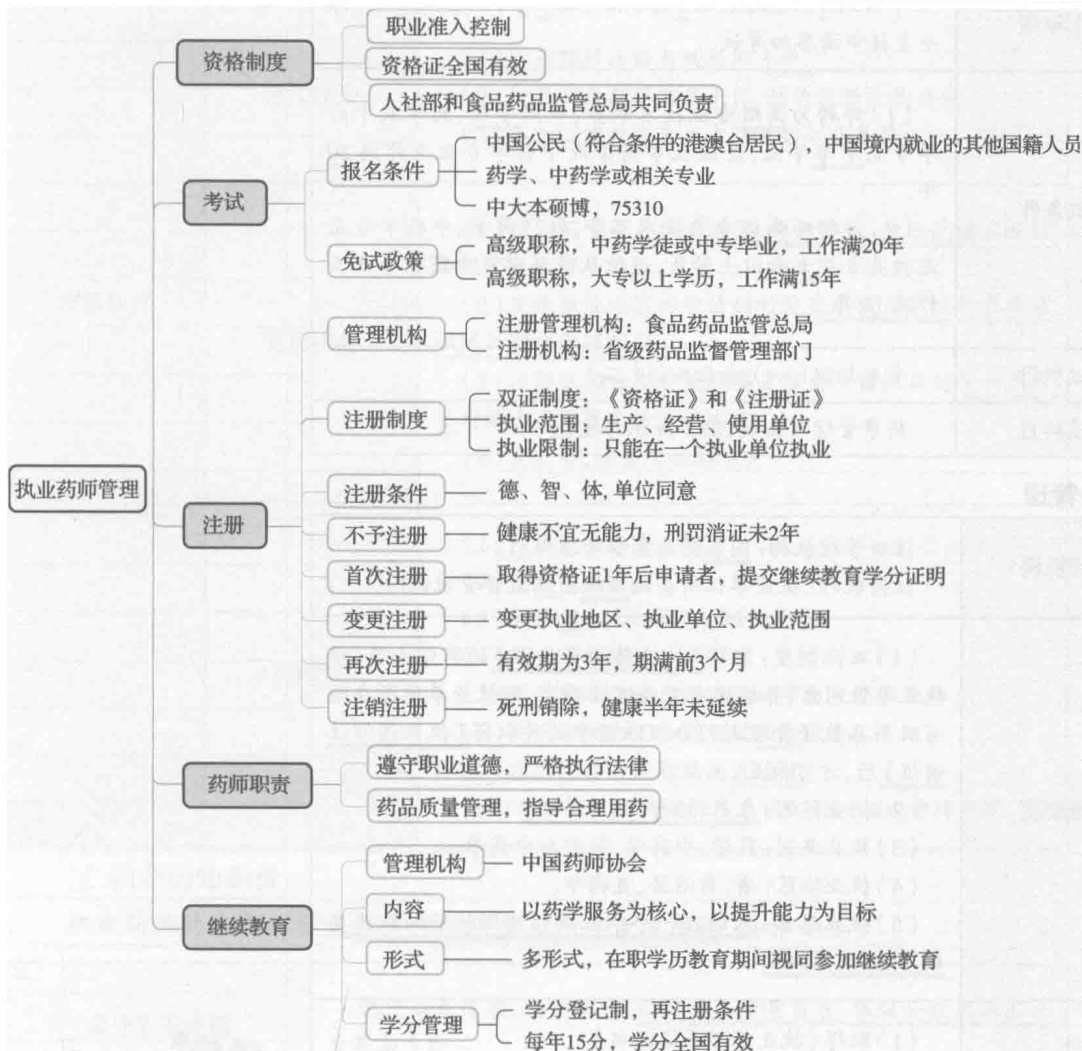 职业准入控制
资格制度
资格证全国有效
人社部和食品药品监管总局共同负责
中国公民（符合条件的港澳台居民），中国境内就业的其他国籍人员
报名条件
药学、中药学或相关专业
考试
中大本硕博，75310
高级职称，中药学徒或中专毕业，工作满20年
免试政策
高级职称，大专以上学历，工作满15年
注册管理机构：食品药品监管总局
管理机构
注册机构：省级药品监督管理部门
双证制度：《资格证》和《注册证》
注册制度
执业范围：生产、经营、使用单位
执业限制：只能在一个执业单位执业
执业药师管理
注册条件
德、智、体,单位同意
注册
不予注册
健康不宜无能力，刑罚消证未2年
首次注册
取得资格证1年后申请者，提交继续教育学分证明
变更注册
变更执业地区、执业单位、执业范围
再次注册
有效期为3年，期满前3个月
注销注册
死刑销除，健康半年未延续
遵守职业道德，严格执行法律
药师职责
药品质量管理，指导合理用药
管理机构
中国药师协会
内容
以药学服务为核心，以提升能力为目标
继续教育
形式
多形式，在职学历教育期间视同参加继续教育
学分登记制，再注册条件
学分管理
每年15分，学分全国有效